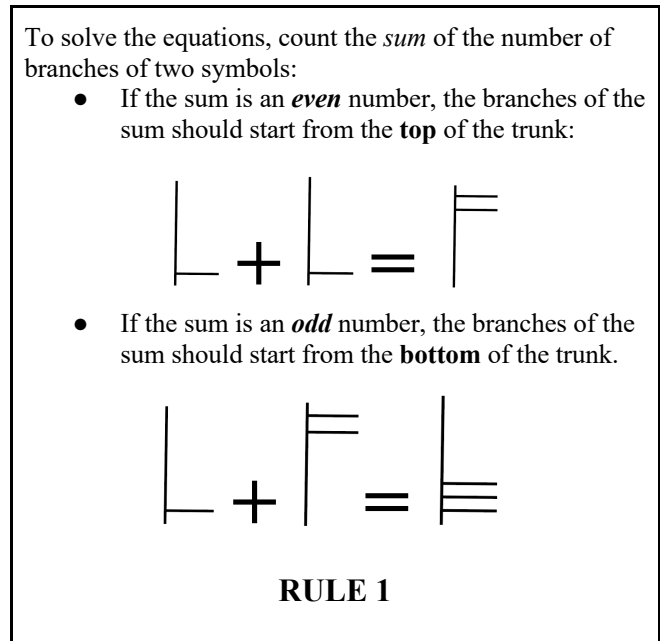 To solve the equations, count the sum of the number of
branches of two symbols:
● If the sum is an even number, the branches of the
sum should start from the top of the trunk:
+ =
● If the sum is an odd number, the branches of the
sum should start from the bottom of the trunk.
+ =
RULE 1